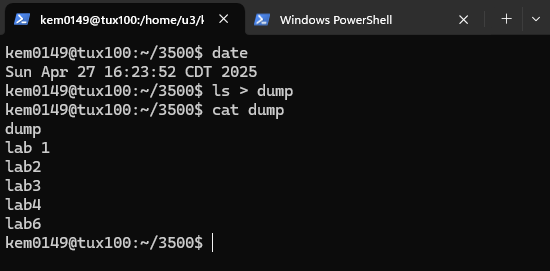 kem0149@tux100:/home/u3/k
Windows PowerShell
kem0149@tux100:~/3500$ date
Sun Apr 27 16:23:52 CDT 2025
kem0149@tux100:~/3500$ ls > dump
kem0149@tux100:~/3500$ cat dump
dump
lab 1
lab2
lab3
lab4
lab6
kem0149@tux100:~/3500$